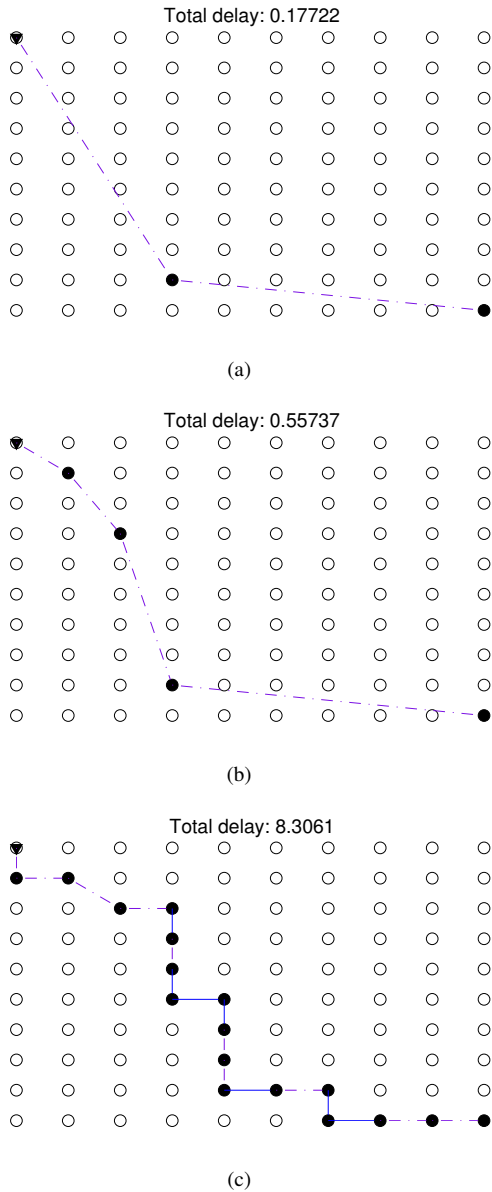 Total delay: 0.17722
(a)
Total delay: 0.55737
(b)
Total delay: 8.3061
(c)